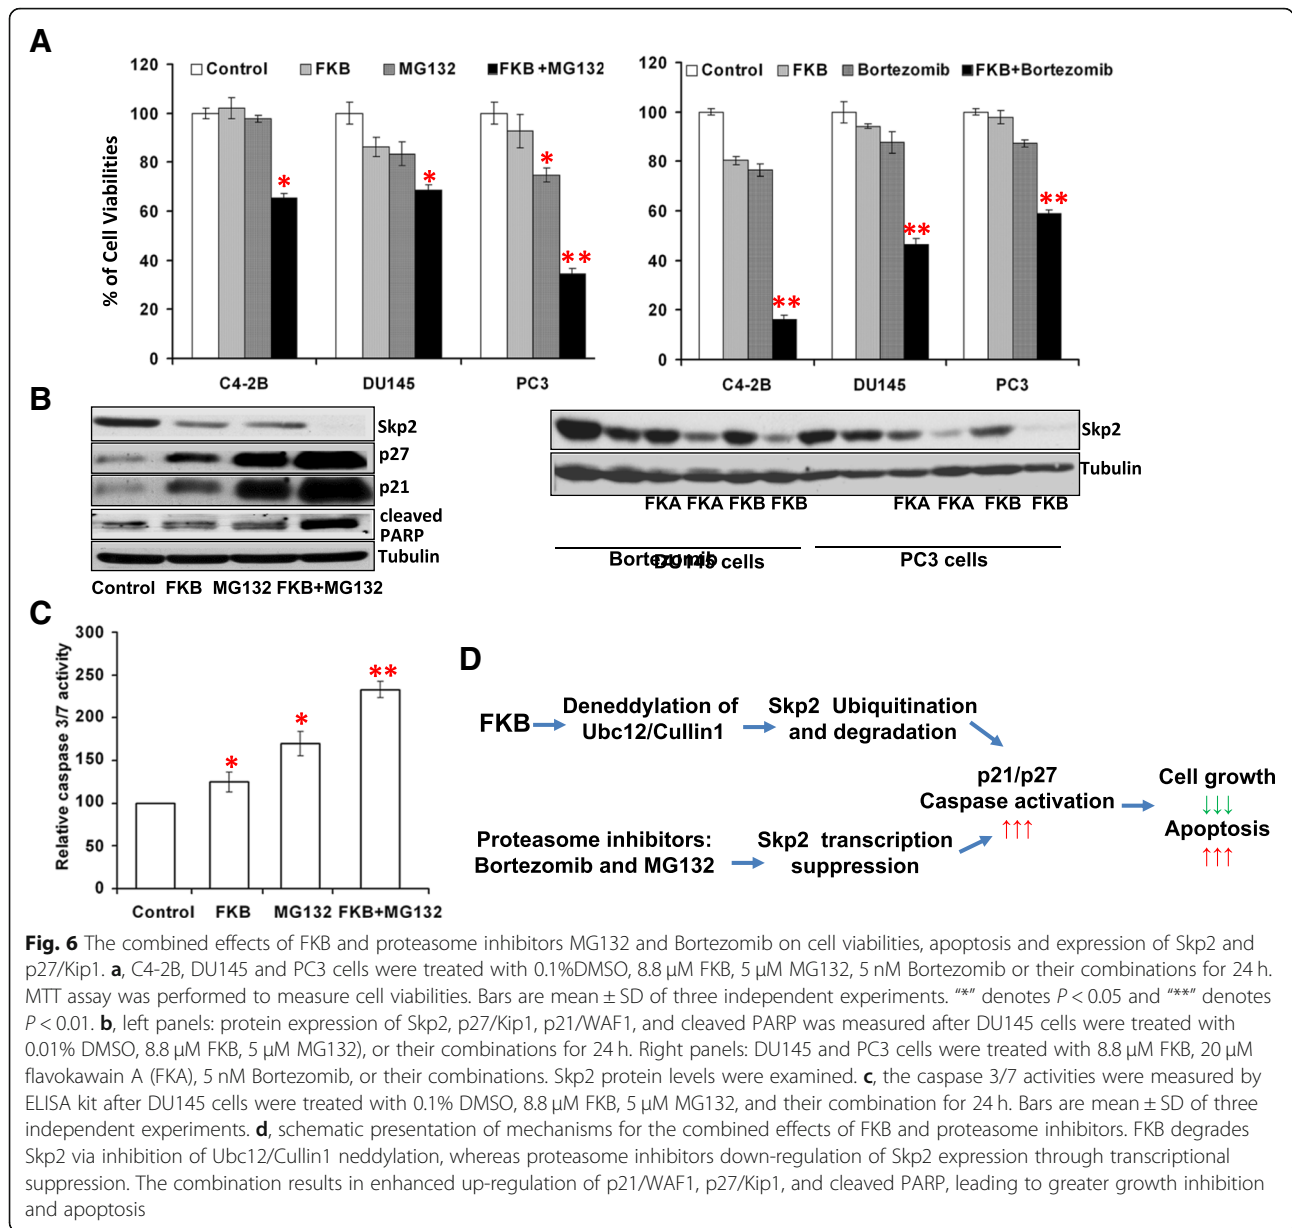 A
Control FKB MG132 FKB+MG132
% of Cell Viabilities
120
100
80
60
40
20
0
* * * **
C4-2B DU145 PC3
Control FKB Bortezomib FKB+Bortezomib
120
100
80
60
40
20
0
** ** **
C4-2B DU145 PC3
B
Skp2
p27
p21
cleaved
PARP
Tubulin
Control FKB MG132 FKB+MG132
Skp2
Tubulin
FKA FKA FKB FKB FKA FKA FKB FKB
Bortezomib
DU145 cells PC3 cells
C
Relative caspase 3/7 activity
300
250
200
150
100
50
0
* * **
Control FKB MG132 FKB+MG132
D
FKB
Deneddylation of
Ubc12/Cullin1
Skp2 Ubiquitination
and degradation
p21/p27
Caspase activation
↑↑↑
Cell growth
↓↓↓
Apoptosis
↑↑↑
Proteasome inhibitors:
Bortezomib and MG132
Skp2 transcription
suppression
Fig. 6 The combined effects of FKB and proteasome inhibitors MG132 and Bortezomib on cell viabilities, apoptosis and expression of Skp2 and
p27/Kip1. a, C4-2B, DU145 and PC3 cells were treated with 0.1%DMSO, 8.8 μM FKB, 5 μM MG132, 5 nM Bortezomib or their combinations for 24 h.
MTT assay was performed to measure cell viabilities. Bars are mean ± SD of three independent experiments. “*” denotes P < 0.05 and “**” denotes
P < 0.01. b, left panels: protein expression of Skp2, p27/Kip1, p21/WAF1, and cleaved PARP was measured after DU145 cells were treated with
0.01% DMSO, 8.8 μM FKB, 5 μM MG132), or their combinations for 24 h. Right panels: DU145 and PC3 cells were treated with 8.8 μM FKB, 20 μM
flavokawain A (FKA), 5 nM Bortezomib, or their combinations. Skp2 protein levels were examined. c, the caspase 3/7 activities were measured by
ELISA kit after DU145 cells were treated with 0.1% DMSO, 8.8 μM FKB, 5 μM MG132, and their combination for 24 h. Bars are mean ± SD of three
independent experiments. d, schematic presentation of mechanisms for the combined effects of FKB and proteasome inhibitors. FKB degrades
Skp2 via inhibition of Ubc12/Cullin1 neddylation, whereas proteasome inhibitors down-regulation of Skp2 expression through transcriptional
suppression. The combination results in enhanced up-regulation of p21/WAF1, p27/Kip1, and cleaved PARP, leading to greater growth inhibition
and apoptosis